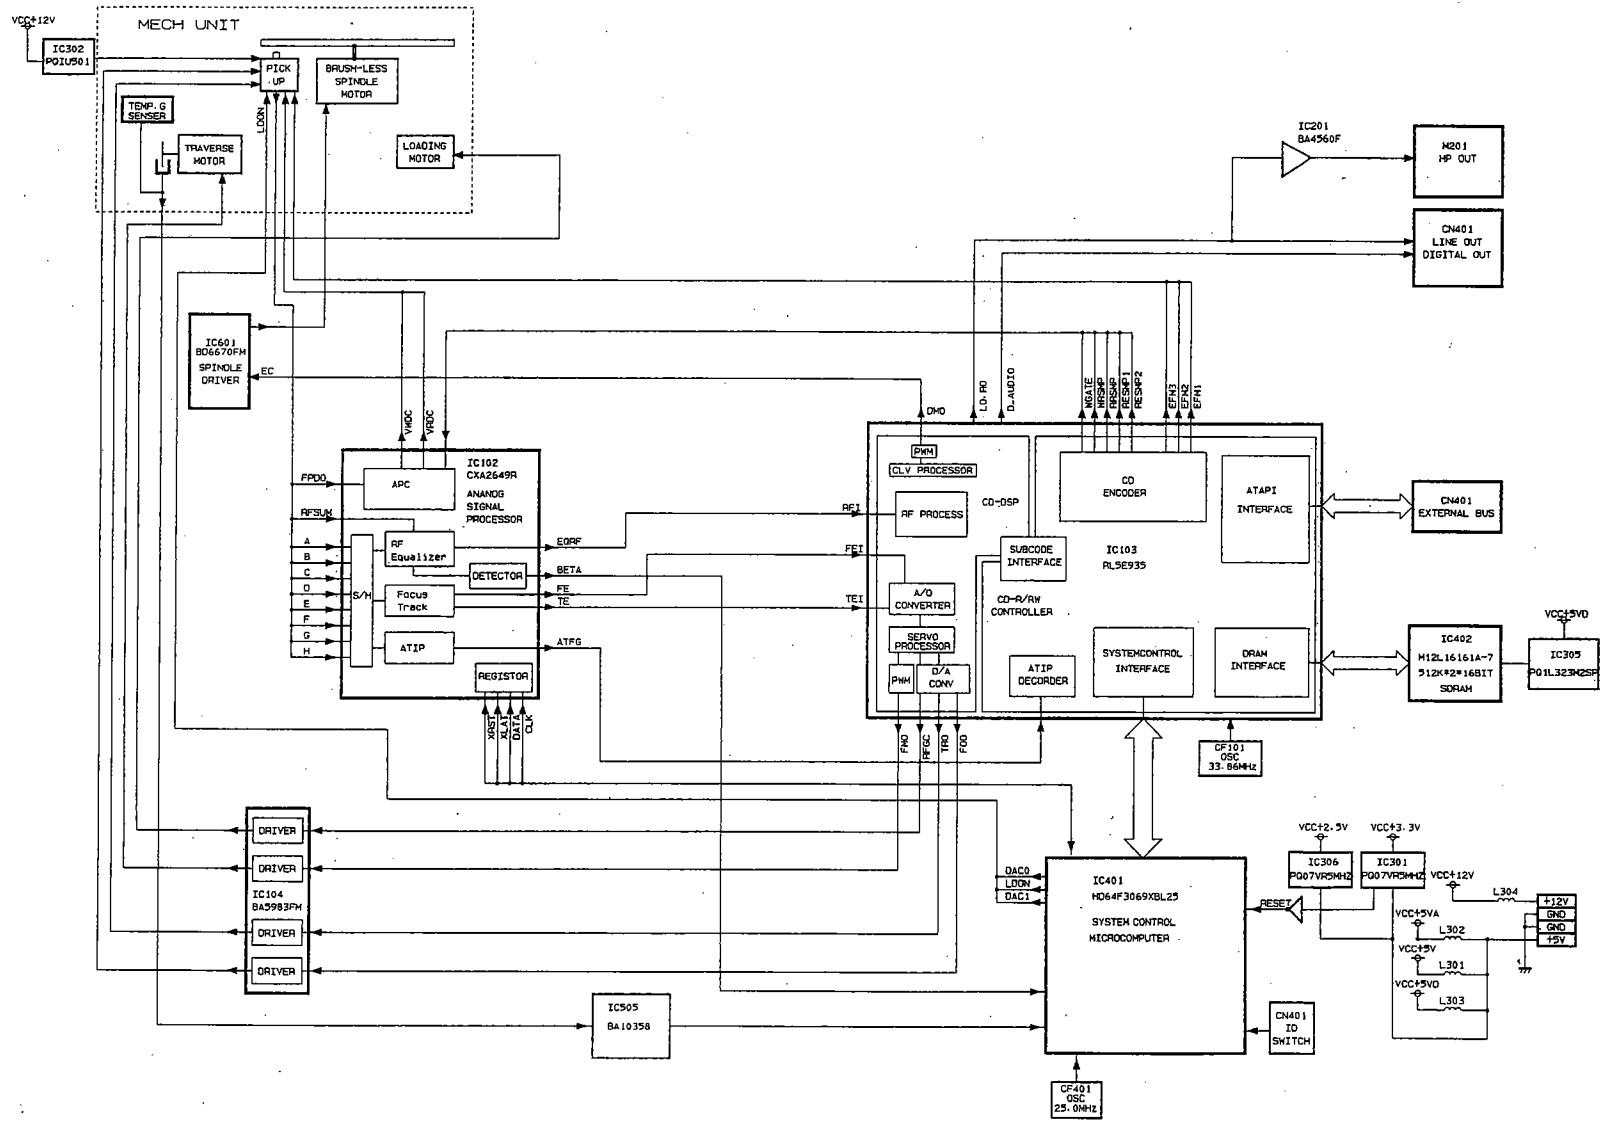 VCC+12V
IC302
PQIU501
MECH UNIT
PICK
UP
BRUSH-LESS
SPINDLE
MOTOR
TEMP.G
SENSER
LDON
TRAVERSE
MOTOR
LOADING
MOTOR
IC201
BA4560F
M201
HP OUT
CN401
LINE OUT
DIGITAL OUT
IC601
BD6670FM
SPINDLE
DRIVER
EC
VWDC
VRDC
DMO
LO.RO
D_AUDIO
WGATE
WRSMP
RRSMP
RESMP1
RESMP2
EFM3
EFM2
EFM1
IC102
CXA2649R
ANANOG
SIGNAL
PROCESSOR
APC
FPDO
RFSUM
A
B
C
D
E
F
G
H
S/H
RF
Equalizer
DETECTOR
Focus
Track
ATIP
REGISTOR
EQRF
BETA
FE
TE
ATFG
XRST
XLAT
DATA
CLK
RFI
FEI
TEI
PWM
CLV PROCESSOR
RF PROCESS
CD-DSP
CD
ENCODER
ATAPI
INTERFACE
SUBCODE
INTERFACE
IC103
RL5E935
A/D
CONVERTER
CD-R/RW
CONTROLLER
SERVO
PROCESSOR
PWM
D/A
CONV
ATIP
DECORDER
SYSTEMCONTROL
INTERFACE
DRAM
INTERFACE
CN401
EXTERNAL BUS
IC402
M12L16161A-7
512K*2*16BIT
SDRAM
VCC+5VD
IC305
PQ1L323M2SP
FMO
RFGC
TRO
FOO
CF101
OSC
33.86MHz
DRIVER
DRIVER
IC104
BA5983FM
DRIVER
DRIVER
DAC0
LDON
DAC1
IC401
HD64F3069XBL25
SYSTEM CONTROL
MICROCOMPUTER
RESET
VCC+2.5V
IC306
PQ07VR5MHZ
VCC+3.3V
IC301
PQ07VR5MHZ
VCC+12V
L304
+12V
GND
GND
+5V
VCC+5VA
L302
VCC+5V
L301
VCC+5VD
L303
IC505
BA10358
CN401
ID
SWITCH
CF401
OSC
25.0MHz